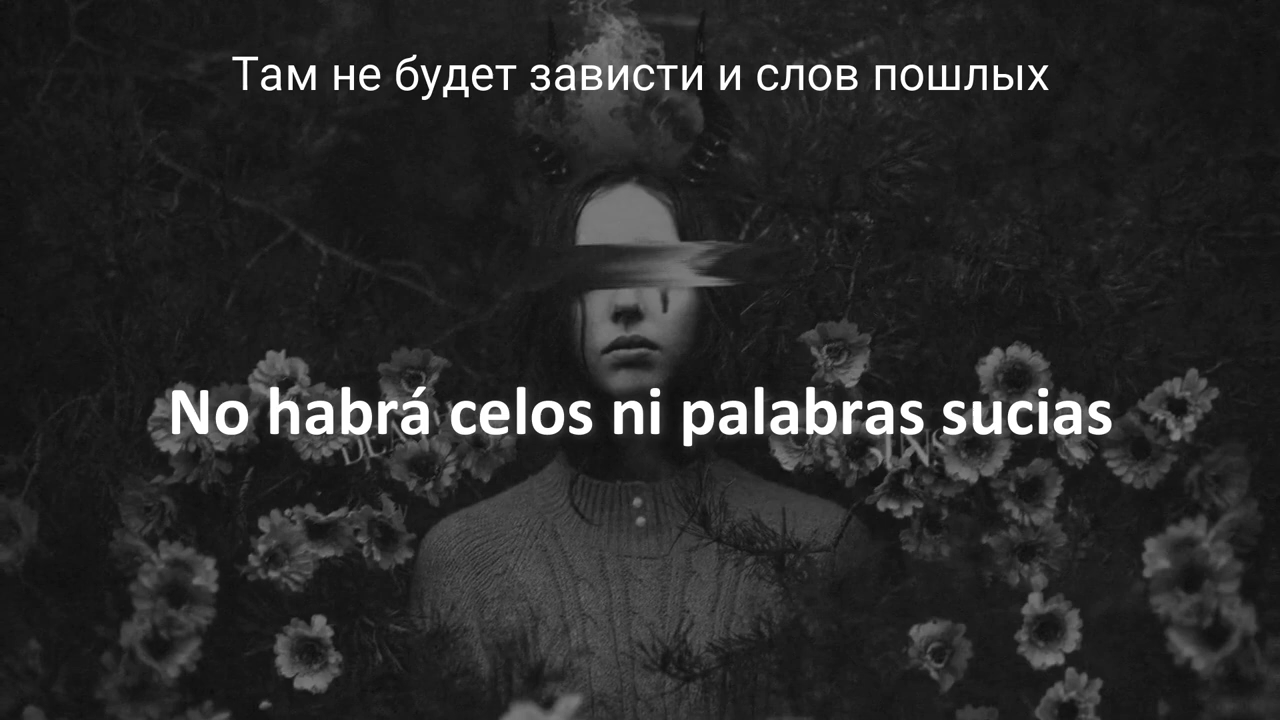 Там не будет зависти и слов пошлых
No habrá celos ni palabras sucias